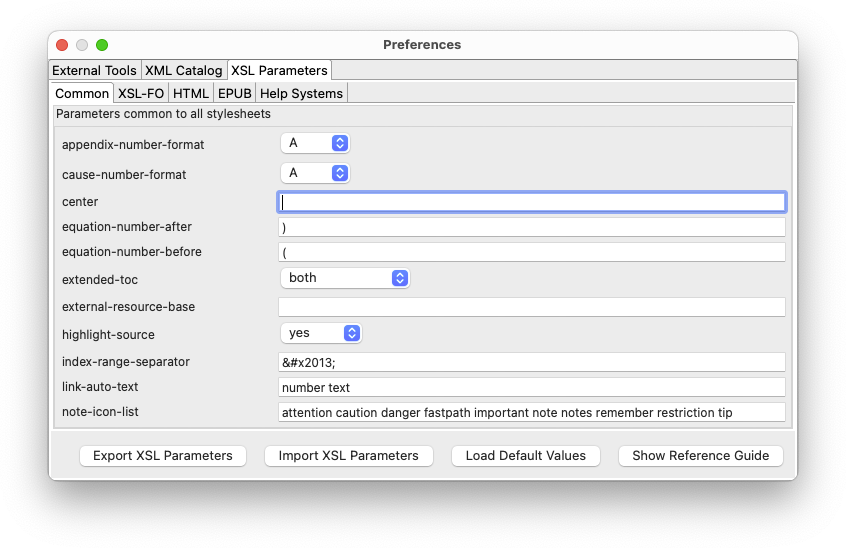 Preferences
External Tools XML Catalog XSL Parameters
Common XSL-FO HTML EPUB Help Systems
Parameters common to all stylesheets
appendix-number-format A
cause-number-format A
center
equation-number-after )
equation-number-before (
extended-toc both
external-resource-base
highlight-source yes
index-range-separator &#x2013;
link-auto-text number text
note-icon-list attention caution danger fastpath important note notes remember restriction tip
Export XSL Parameters Import XSL Parameters Load Default Values Show Reference Guide